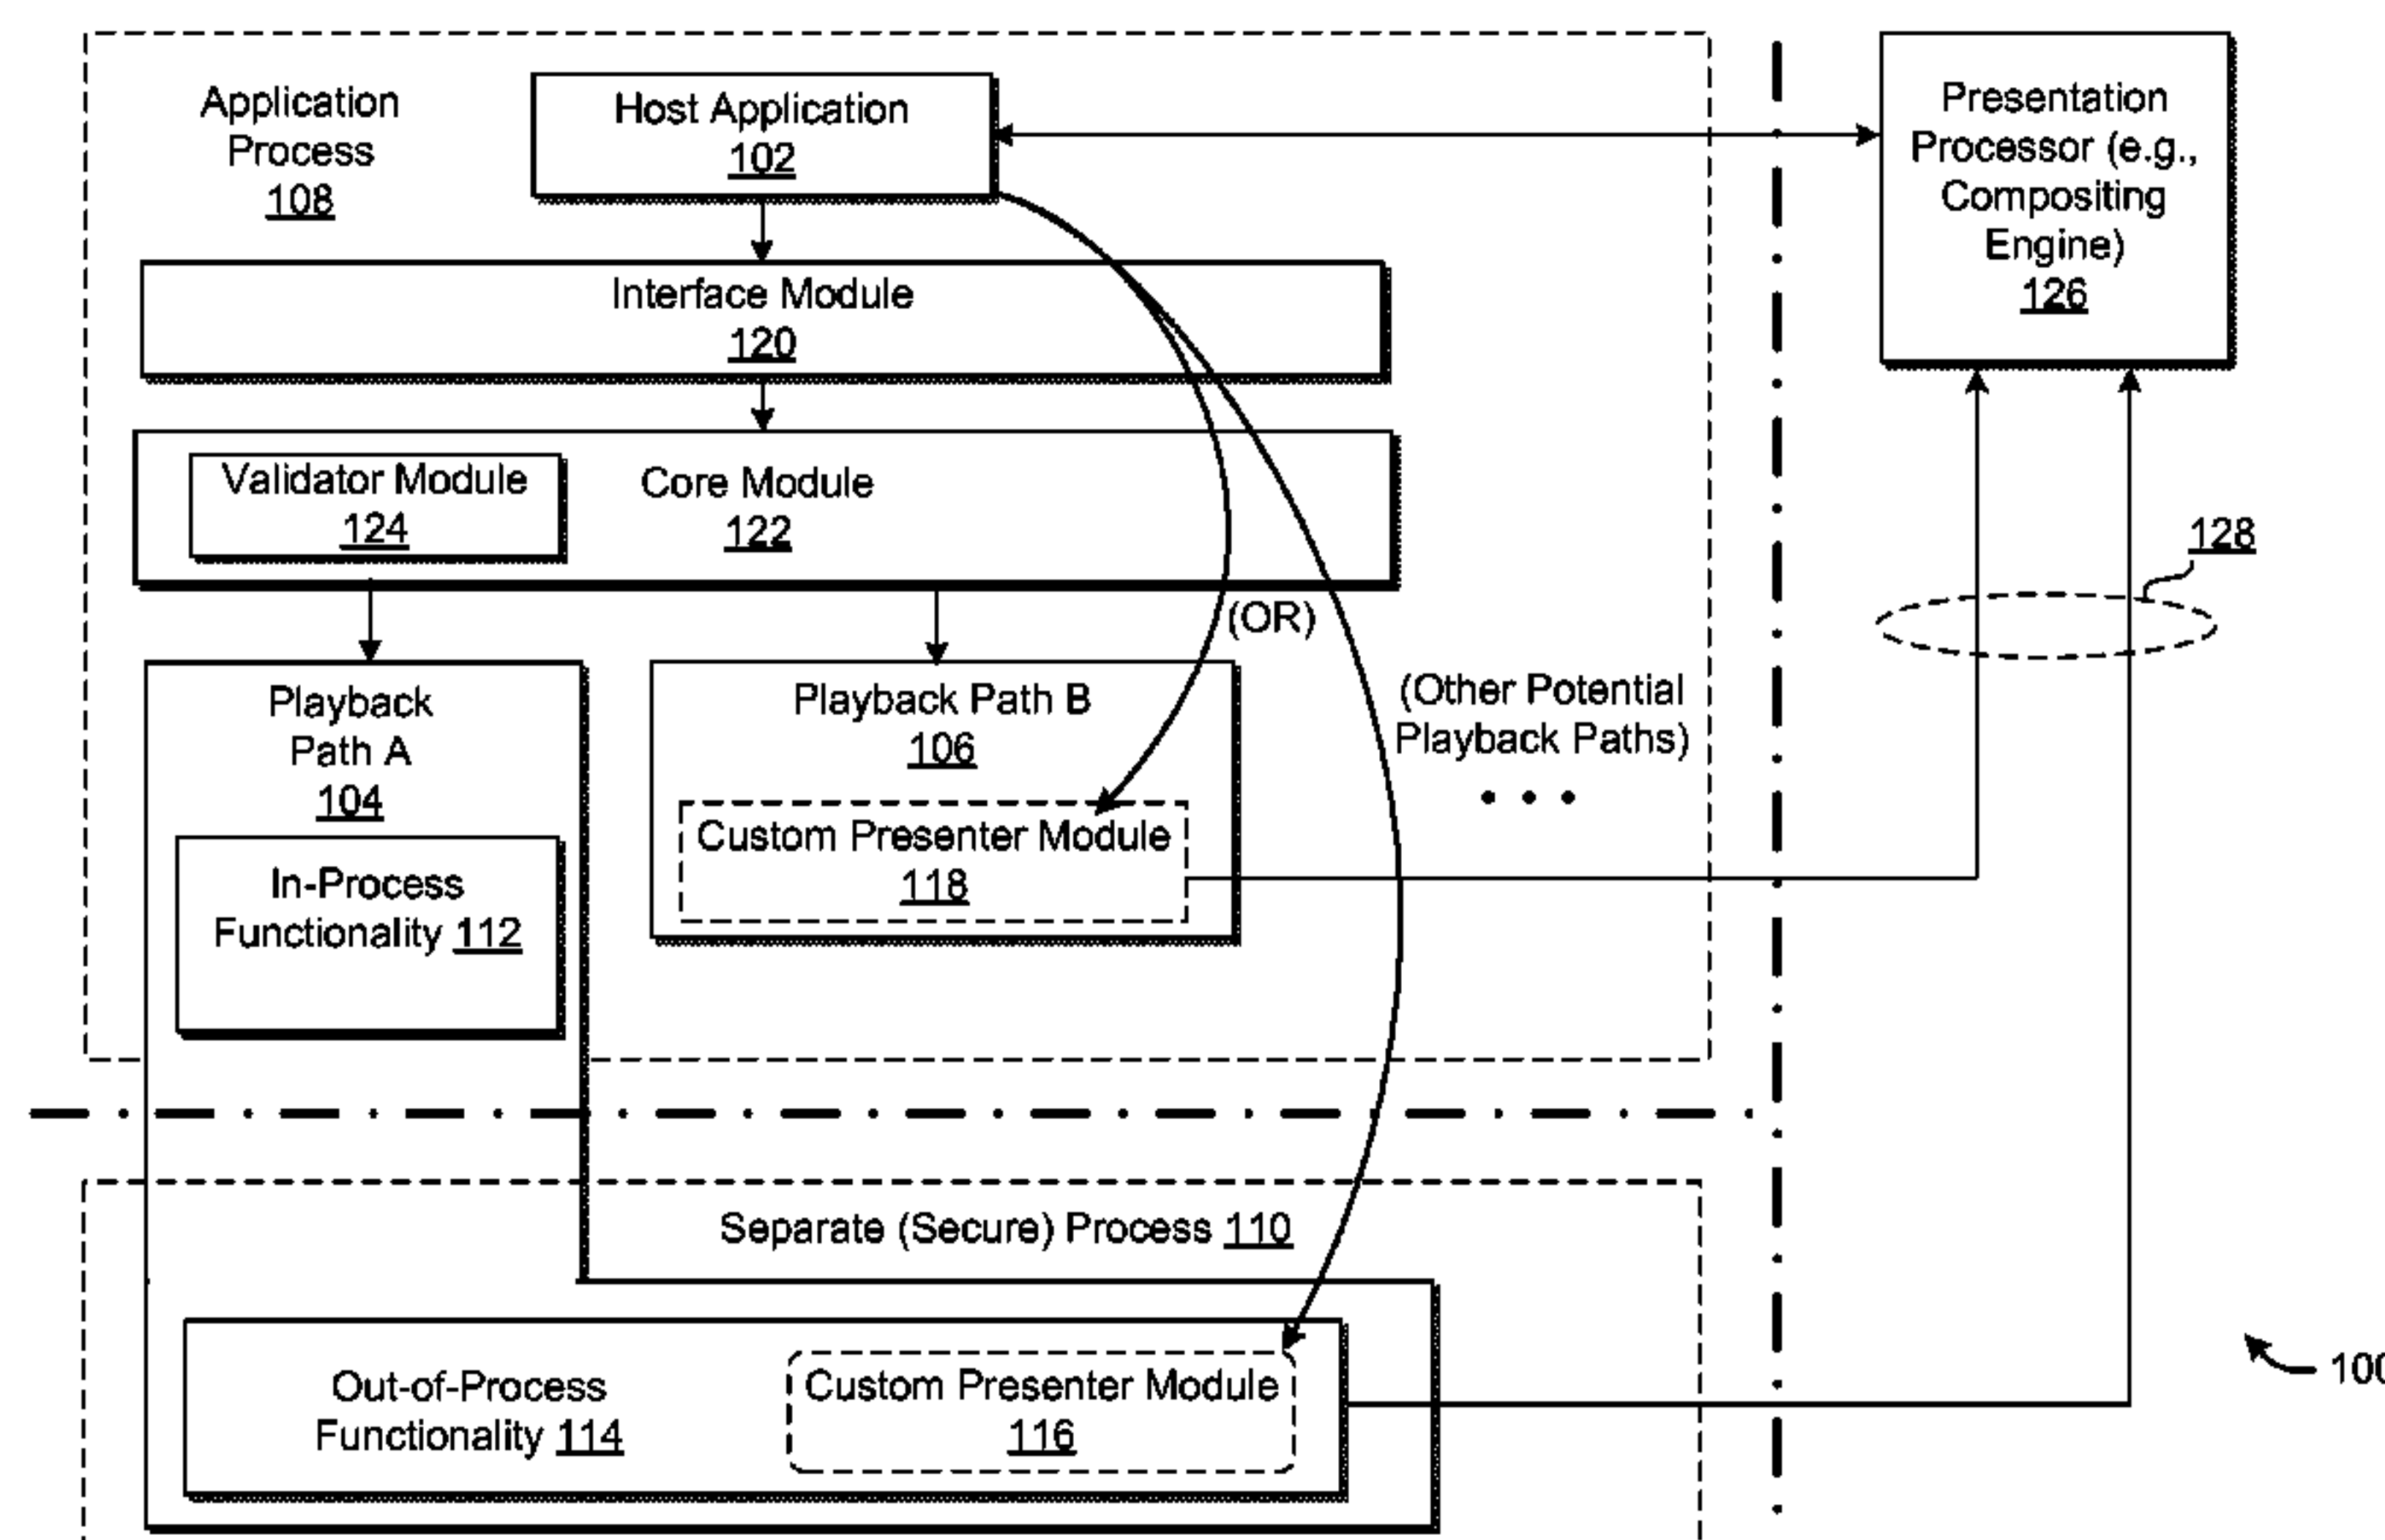 Application
Process
108
Host Application
102
Presentation
Processor (e.g.,
Compositing
Engine)
126
Interface Module
120
Validator Module
124
Core Module
122
128
(OR)
Playback
Path A
104
Playback Path B
106
(Other Potential
Playback Paths)
• • •
Custom Presenter Module
118
In-Process
Functionality 112
Separate (Secure) Process 110
Out-of-Process
Functionality 114
Custom Presenter Module
116
100